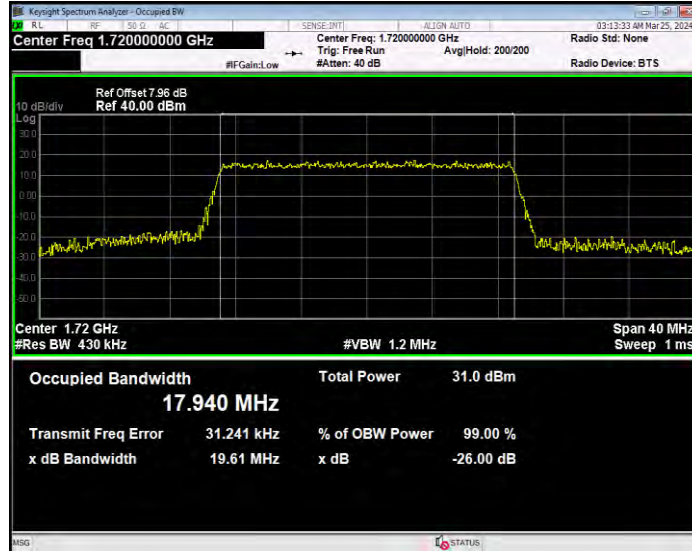 Keysight Spectrum Analyzer - Occupied BW
RL RF 50 Ω AC SENSE:INT ALIGN AUTO 03:13:33 AM Mar 25, 2024
Center Freq 1.720000000 GHz
Center Freq: 1.720000000 GHz
Radio Std: None
Trig: Free Run Avg|Hold: 200/200
#IFGain:Low #Atten: 40 dB Radio Device: BTS
Ref Offset 7.96 dB
10 dB/div Ref 40.00 dBm
Log
30.0
20.0
10.0
0.00
-10.0
-20.0
-30.0
-40.0
-50.0
Center 1.72 GHz Span 40 MHz
#Res BW 430 kHz #VBW 1.2 MHz Sweep 1 ms
Occupied Bandwidth Total Power 31.0 dBm
17.940 MHz
Transmit Freq Error 31.241 kHz % of OBW Power 99.00 %
x dB Bandwidth 19.61 MHz x dB -26.00 dB
MSG STATUS